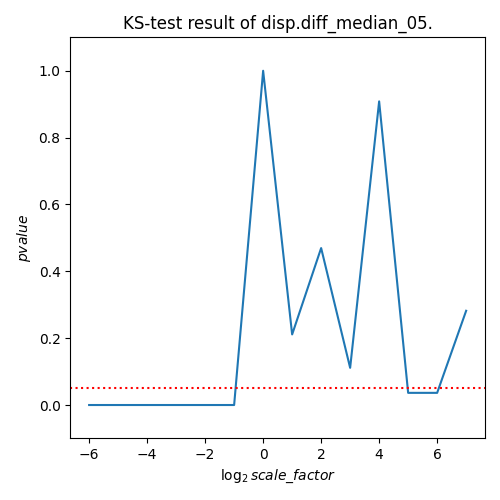 KS-test result of disp.diff_median_05.
1.0
0.8
0.6
0.4
0.2
0.0
pvalue
−6 −4 −2 0 2 4 6
log₂ scale_factor